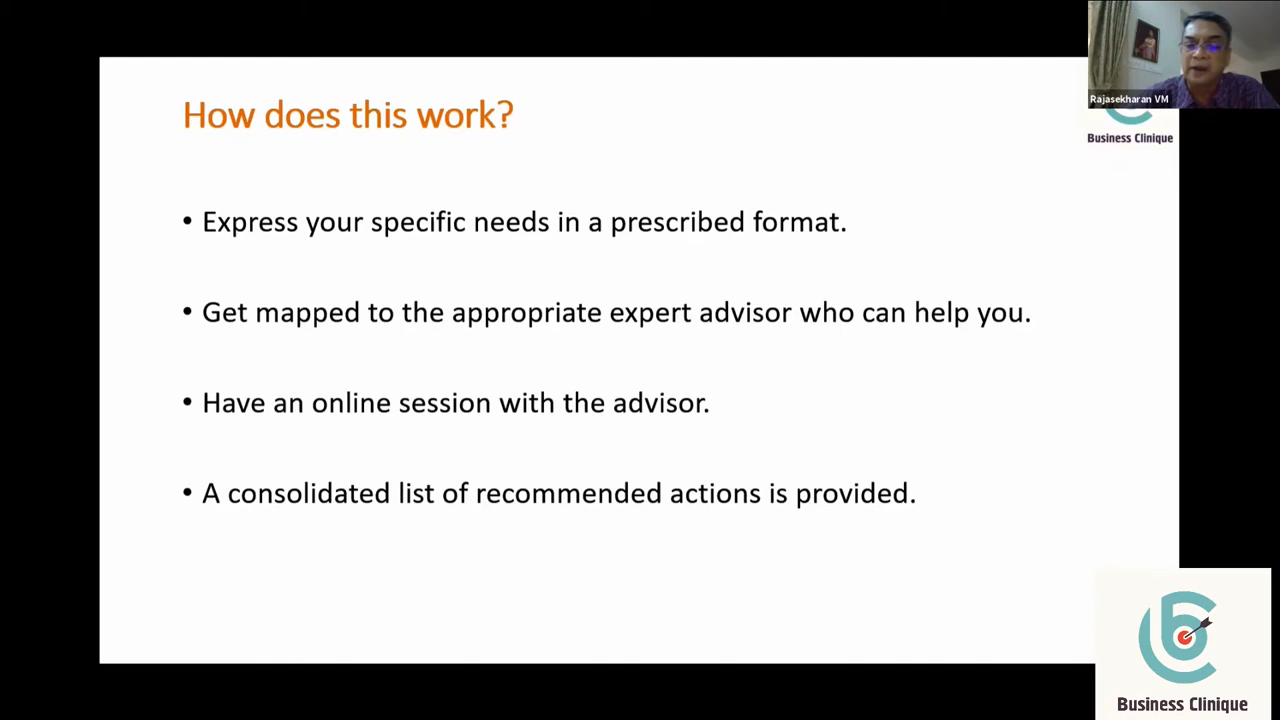 How does this work?
Rajasekharan VM
Business Clinique
• Express your specific needs in a prescribed format.
• Get mapped to the appropriate expert advisor who can help you.
• Have an online session with the advisor.
• A consolidated list of recommended actions is provided.
Business Clinique